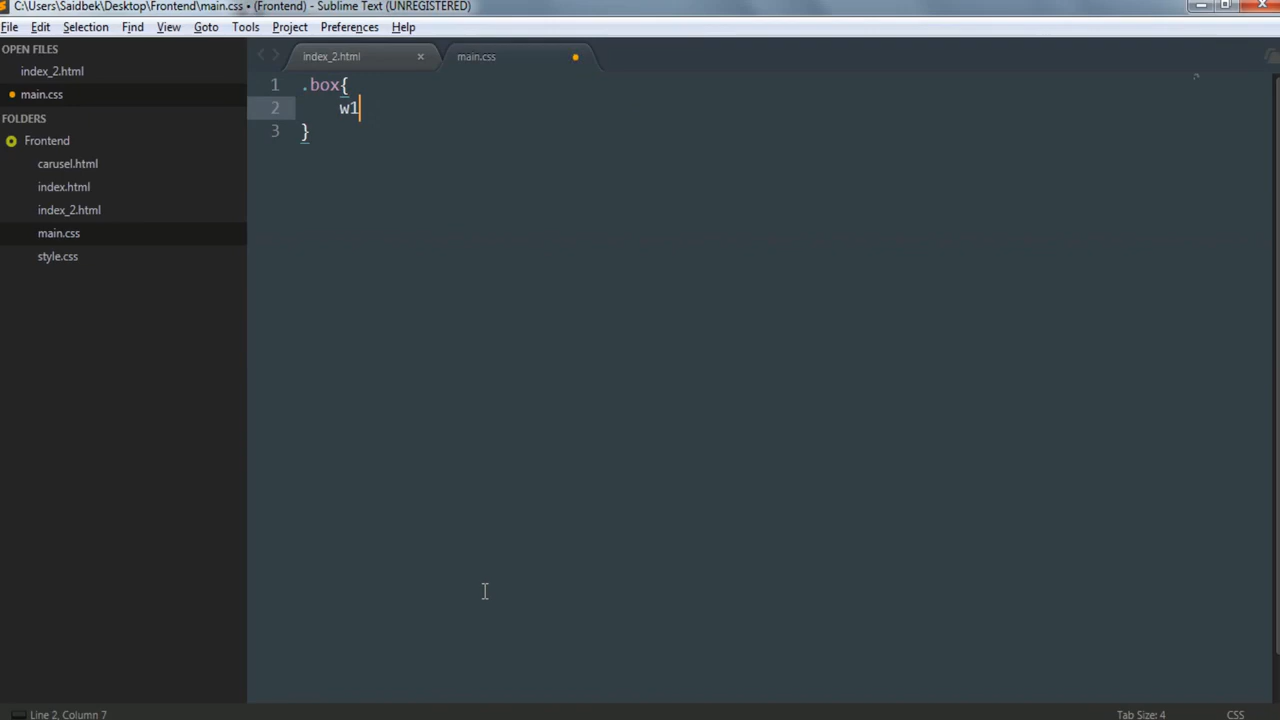 C:\Users\Saidbek\Desktop\Frontend\main.css • (Frontend) - Sublime Text (UNREGISTERED)
File Edit Selection Find View Goto Tools Project Preferences Help
OPEN FILES
index_2.html
main.css
FOLDERS
Frontend
carusel.html
index.html
index_2.html
main.css
style.css
index_2.html main.css
1 .box{
2 w1
3 }
Line 2, Column 7 Tab Size: 4 CSS